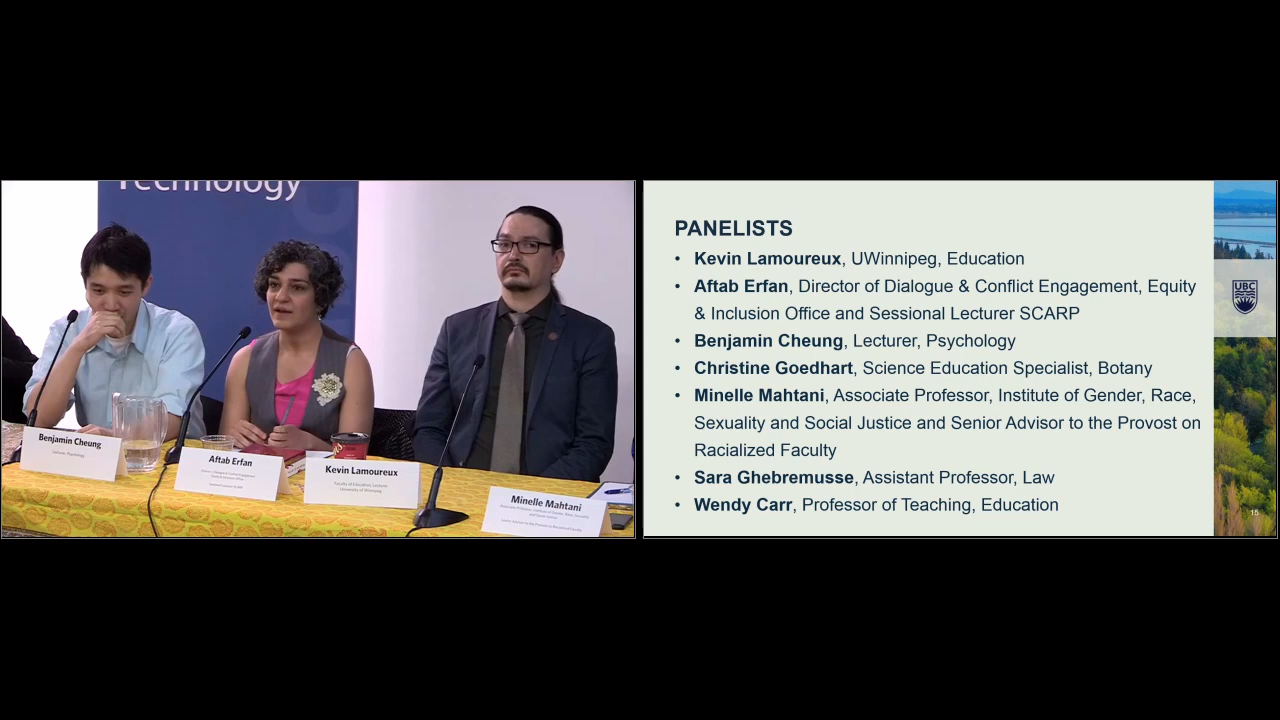 Technology
Benjamin Cheung
Lecturer, Psychology
Aftab Erfan
Kevin Lamoureux
Faculty of Education, Lecturer
University of Winnipeg
Minelle Mahtani
PANELISTS
• Kevin Lamoureux, UWinnipeg, Education
• Aftab Erfan, Director of Dialogue & Conflict Engagement, Equity
& Inclusion Office and Sessional Lecturer SCARP
• Benjamin Cheung, Lecturer, Psychology
• Christine Goedhart, Science Education Specialist, Botany
• Minelle Mahtani, Associate Professor, Institute of Gender, Race,
Sexuality and Social Justice and Senior Advisor to the Provost on
Racialized Faculty
• Sara Ghebremusse, Assistant Professor, Law
• Wendy Carr, Professor of Teaching, Education
UBC
15